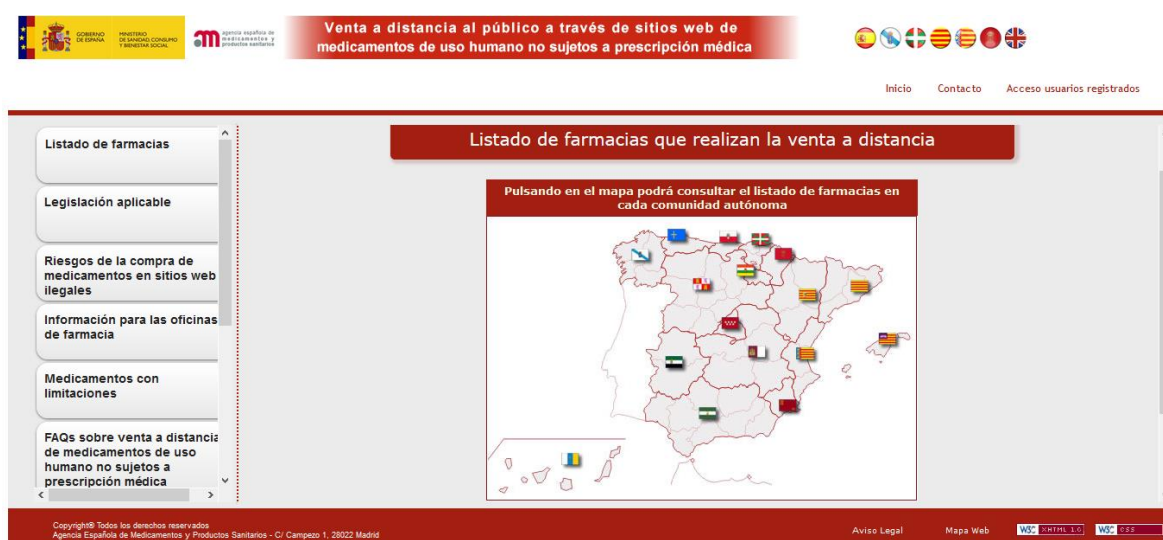 GOBIERNO
DE ESPAÑA
MINISTERIO
DE SANIDAD, CONSUMO
Y BIENESTAR SOCIAL
agencia española de
medicamentos y
productos sanitarios
Venta a distancia al público a través de sitios web de
medicamentos de uso humano no sujetos a prescripción médica
Inicio Contacto Acceso usuarios registrados
Listado de farmacias
Legislación aplicable
Riesgos de la compra de
medicamentos en sitios web
ilegales
Información para las oficinas
de farmacia
Medicamentos con
limitaciones
FAQs sobre venta a distancia
de medicamentos de uso
humano no sujetos a
prescripción médica
Listado de farmacias que realizan la venta a distancia
Pulsando en el mapa podrá consultar el listado de farmacias en
cada comunidad autónoma
Copyright® Todos los derechos reservados
Agencia Española de Medicamentos y Productos Sanitarios - C/ Campezo 1, 28022 Madrid
Aviso Legal Mapa Web W3C XHTML 1.0 W3C CSS